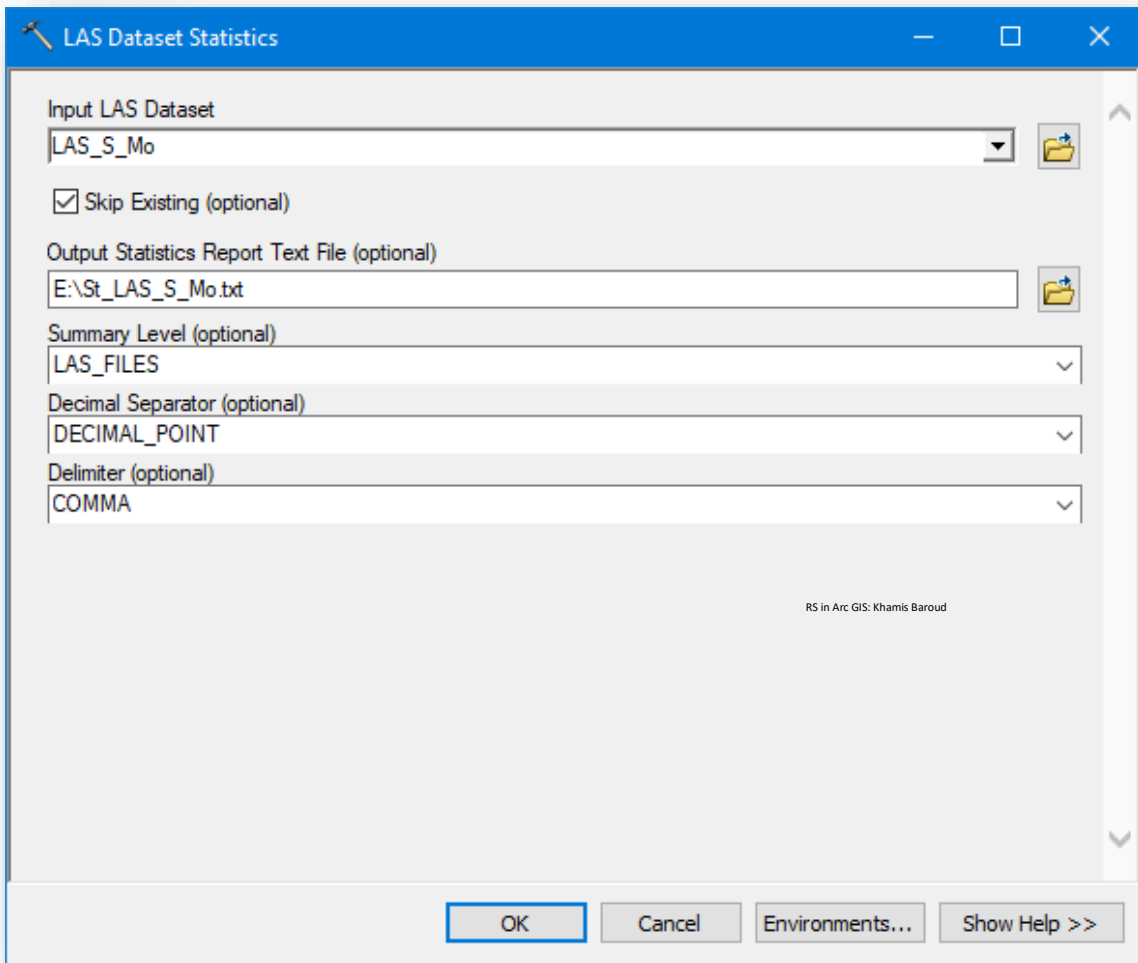 LAS Dataset Statistics
Input LAS Dataset
LAS_S_Mo
Skip Existing (optional)
Output Statistics Report Text File (optional)
E:\St_LAS_S_Mo.txt
Summary Level (optional)
LAS_FILES
Decimal Separator (optional)
DECIMAL_POINT
Delimiter (optional)
COMMA
RS in Arc GIS: Khamis Baroud
OK Cancel Environments... Show Help >>